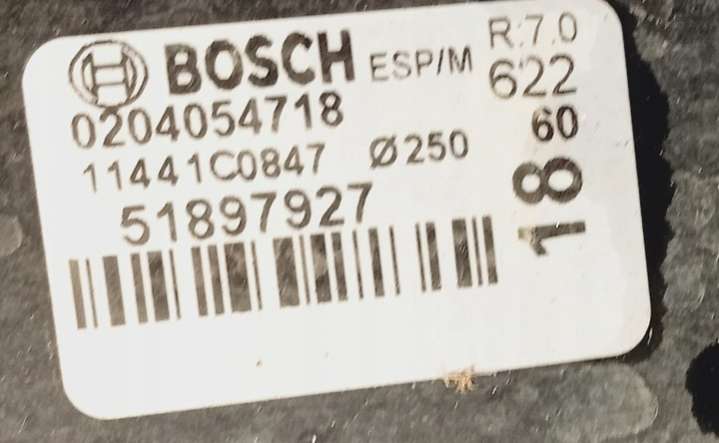 BOSCH ESP/M R:7.0
0204054718 622
11441C0847 Ø250 60
51897927 18